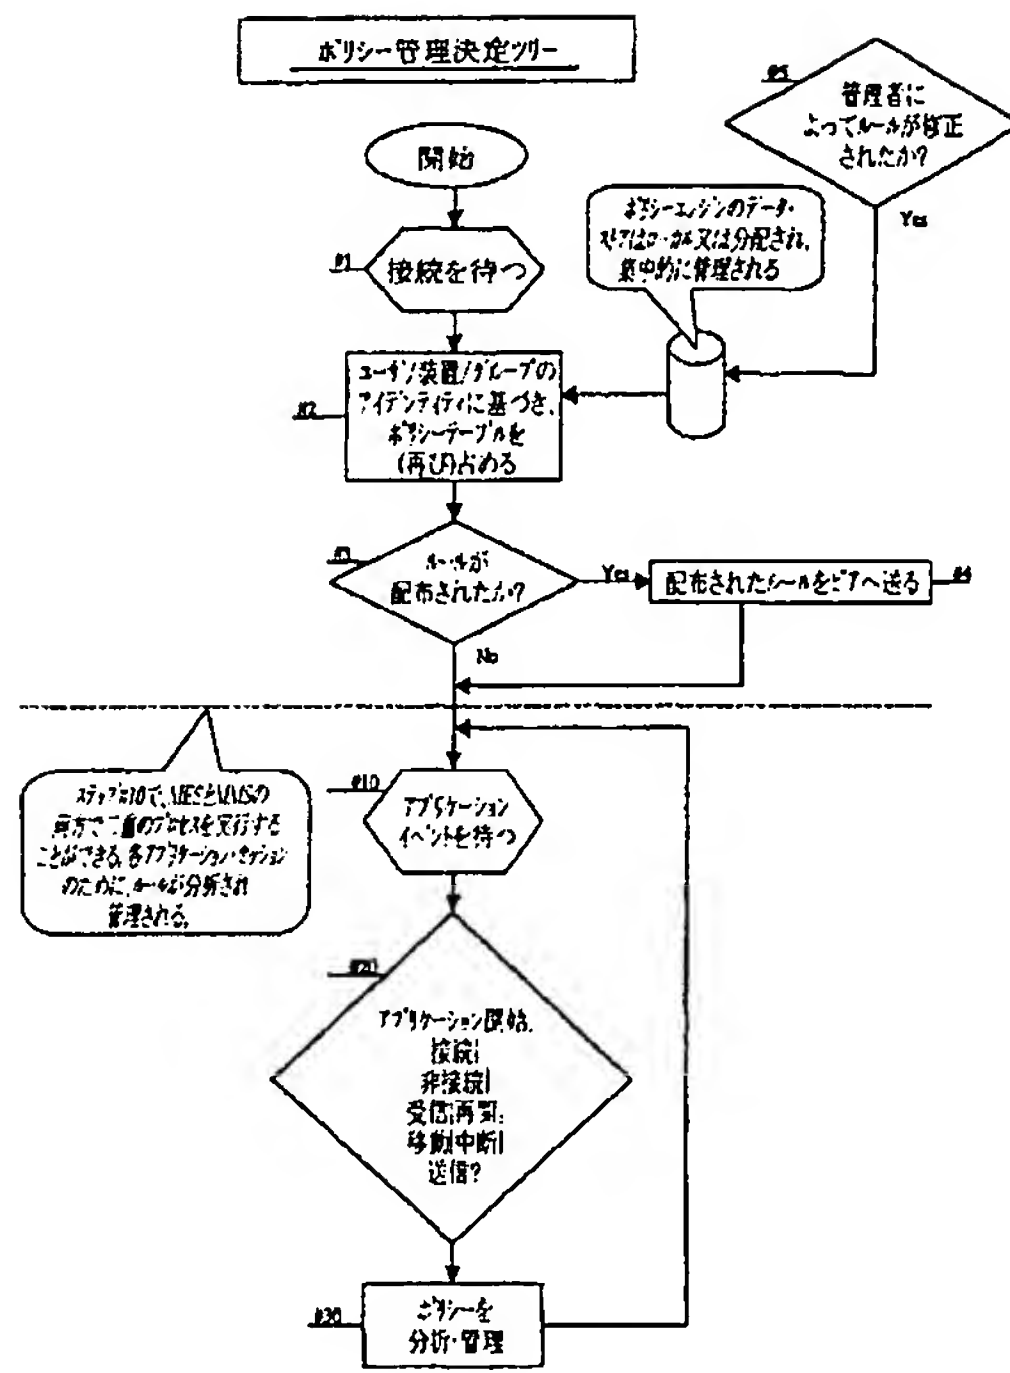 ポリシー管理決定ツリー
#5
管理者に
よってルールが修正
されたか?
Yes
開始
ポリシーエンジンのデータ・
ストアはローカル又は分配され、
集中的に管理される
#1
接続を待つ
ユーザ/装置/グループの
アイデンティティに基づき、
ポリシーテーブルを
(再び)占める
#2
#3
ルールが
配布されたか?
Yes
配布されたルールをピアへ送る
#4
No
ステップ#10で、MESとMMSの
両方で二重のプロセスを実行する
ことができる。各アプリケーション・セッション
のために、ルールが分析され
管理される。
#10
アプリケーション
イベントを待つ
#20
アプリケーション開始、
接続|
非接続|
受信|再開|
移動|中断|
送信?
#30
ポリシーを
分析・管理